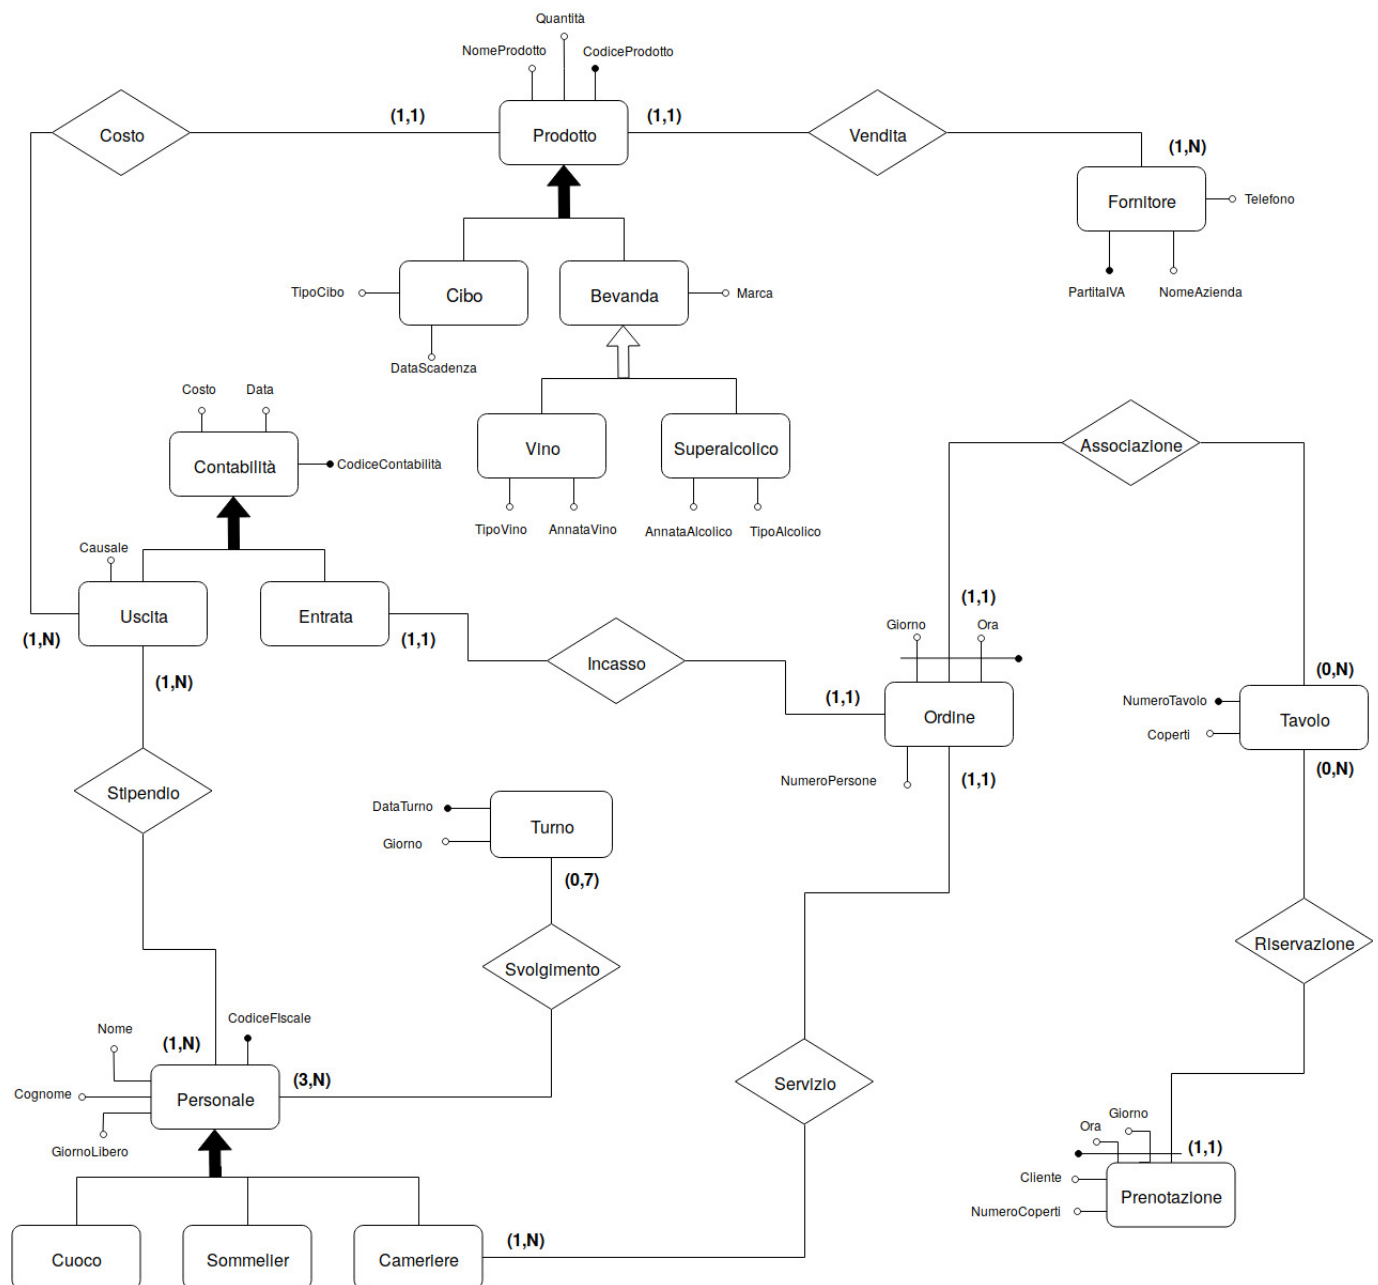 Quantità
NomeProdotto
CodiceProdotto
Costo
(1,1)
Prodotto
(1,1)
Vendita
(1,N)
Fornitore
Telefono
PartitaIVA
NomeAzienda
TipoCibo
Cibo
Bevanda
Marca
DataScadenza
Costo
Data
Contabilità
CodiceContabilità
Vino
Superalcolico
TipoVino
AnnataVino
AnnataAlcolico
TipoAlcolico
Associazione
Causale
Uscita
Entrata
(1,N)
(1,1)
(1,N)
Incasso
(1,1)
(1,1)
Giorno
Ora
Ordine
NumeroPersone
(1,1)
(0,N)
NumeroTavolo
Coperti
Tavolo
(0,N)
Stipendio
DataTurno
Giorno
Turno
(0,7)
Svolgimento
Riservazione
Nome
CodiceFIscale
(1,N)
Cognome
Personale
(3,N)
GiornoLibero
Servizio
Ora
Giorno
(1,1)
Cliente
NumeroCoperti
Prenotazione
Cuoco
Sommelier
Cameriere
(1,N)